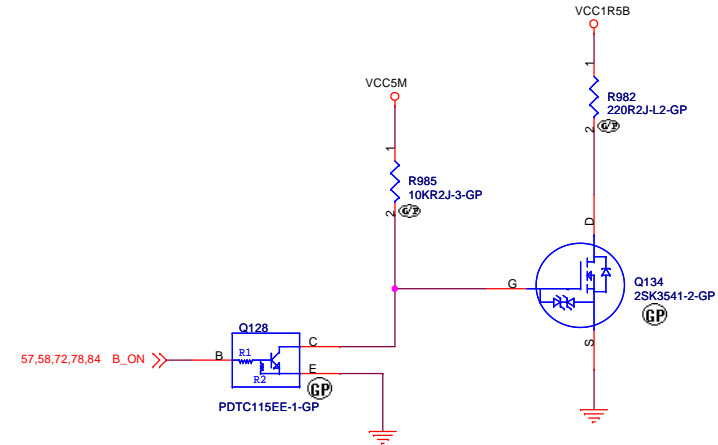 VCC1R5B
1
R982
220R2J-L2-GP
2
G/P
VCC5M
1
R985
10KR2J-3-GP
2
G/P
D
G
Q134
2SK3541-2-GP
GP
S
Q128
C
57,58,72,78,84 B_ON
B
R1
R2
E
GP
PDTC115EE-1-GP